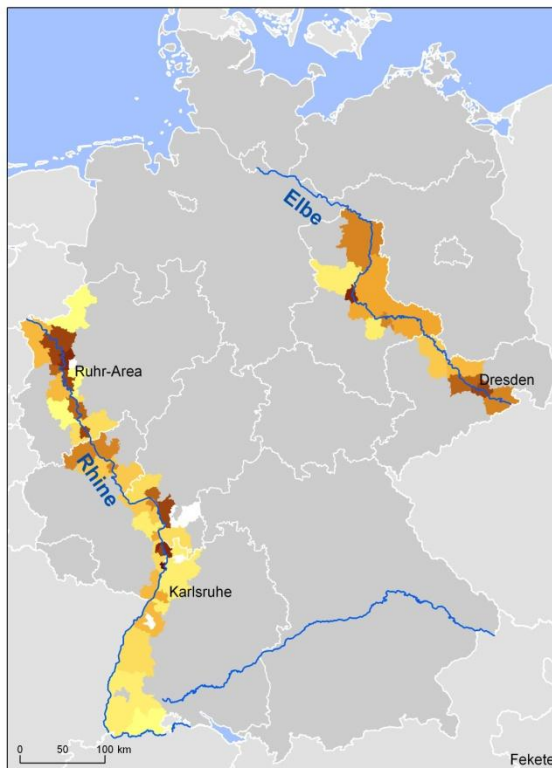 Elbe
Ruhr-Area
Dresden
Rhine
Karlsruhe
0 50 100 km
Fekete